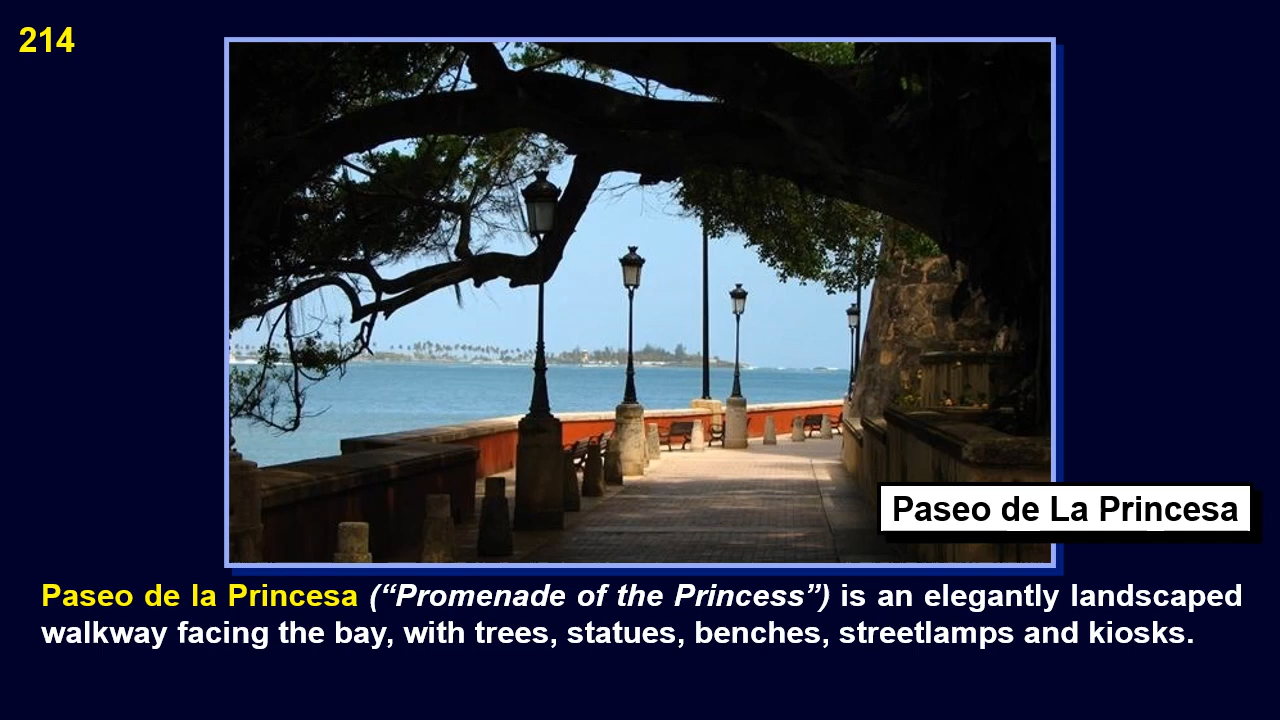 214
Paseo de La Princesa
Paseo de la Princesa (“Promenade of the Princess”) is an elegantly landscaped
walkway facing the bay, with trees, statues, benches, streetlamps and kiosks.